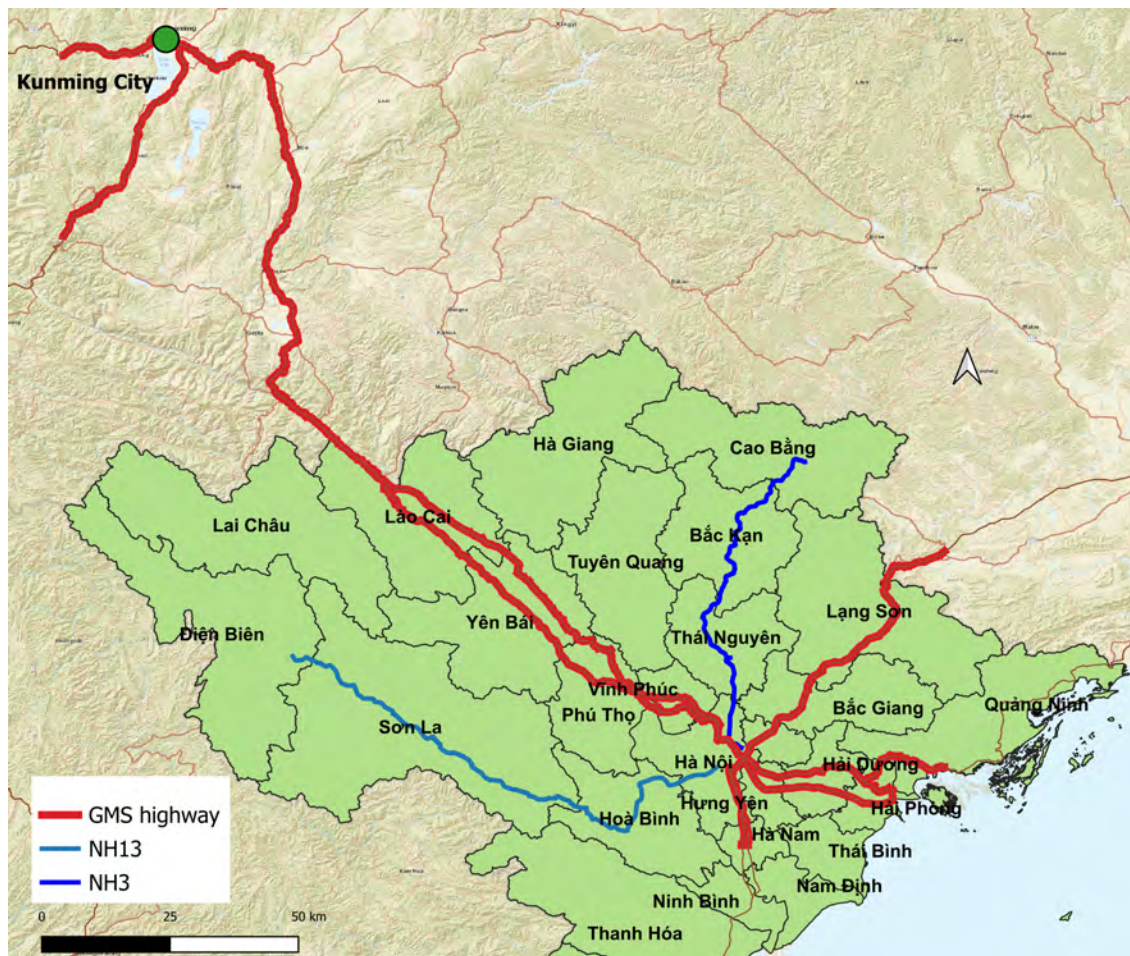 Kunming City
Hà Giang
Cao Bằng
Lai Châu
Lào Cai
Bắc Kạn
Tuyên Quang
Lạng Sơn
Yên Bái
Thái Nguyên
Điện Biên
Vĩnh Phúc
Phú Thọ
Bắc Giang
Quảng Ninh
Sơn La
Hà Nội
Hải Dương
Hưng Yên
Hải Phòng
Hoà Bình
Hà Nam
Thái Bình
Nam Định
Ninh Bình
Thanh Hóa
GMS highway
NH13
NH3
0 25 50 km